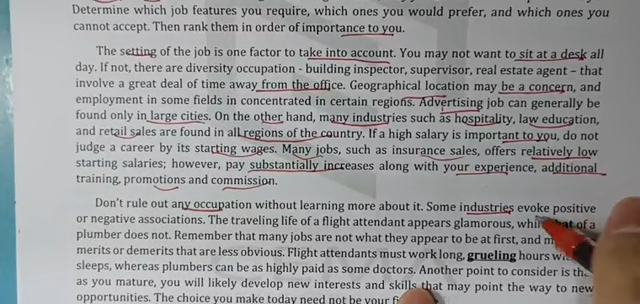 Determine which job features you require, which ones you would prefer, and which ones you
cannot accept. Then rank them in order of importance to you.
The setting of the job is one factor to take into account. You may not want to sit at a desk all
day. If not, there are diversity occupation - building inspector, supervisor, real estate agent – that
involve a great deal of time away from the office. Geographical location may be a concern, and
employment in some fields in concentrated in certain regions. Advertising job can generally be
found only in large cities. On the other hand, many industries such as hospitality, law education,
and retail sales are found in all regions of the country. If a high salary is important to you, do not
judge a career by its starting wages. Many jobs, such as insurance sales, offers relatively low
starting salaries; however, pay substantially increases along with your experience, additional
training, promotions and commission.
Don't rule out any occupation without learning more about it. Some industries evoke positive
or negative associations. The traveling life of a flight attendant appears glamorous, that of a
plumber does not. Remember that many jobs are not what they appear to be at first, and
merits or demerits that are less obvious. Flight attendants must work long, grueling hours
sleeps, whereas plumbers can be as highly paid as some doctors. Another point to consider is
as you mature, you will likely develop new interests and skills that may point the way to new
opportunities. The choice you make today need not be your